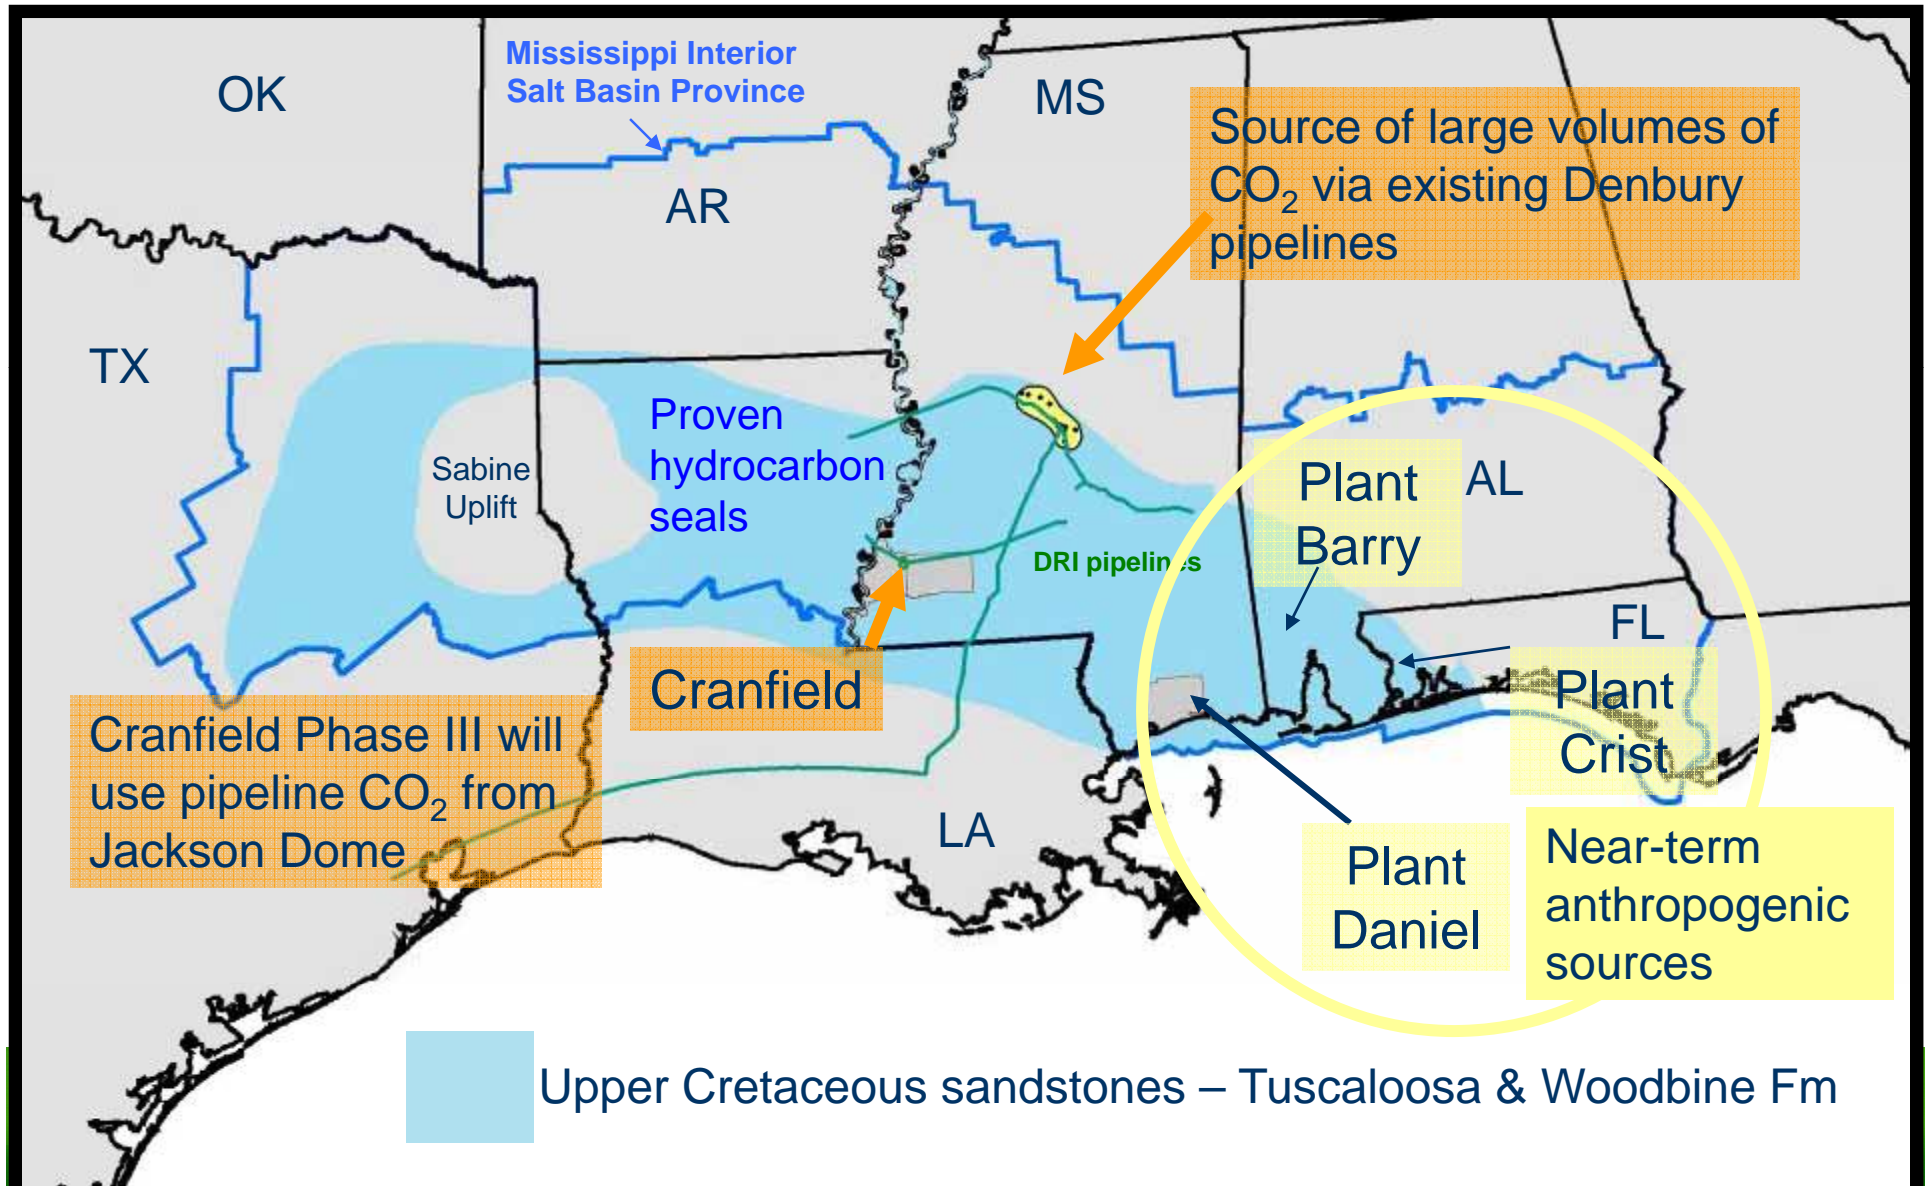 Mississippi Interior
Salt Basin Province
OK
MS
AR
Source of large volumes of
CO₂ via existing Denbury
pipelines
TX
Proven
hydrocarbon
seals
Sabine
Uplift
Plant
Barry
AL
DRI pipelines
FL
Cranfield
Plant
Crist
Cranfield Phase III will
use pipeline CO₂ from
Jackson Dome
LA
Plant
Daniel
Near-term
anthropogenic
sources
Upper Cretaceous sandstones – Tuscaloosa & Woodbine Fm